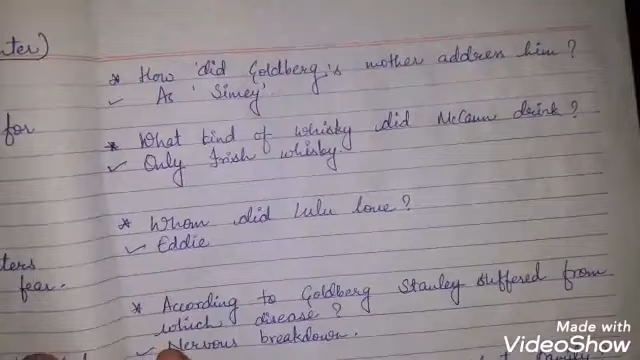 nter)
* How did Goldberg's mother address him?
✓ As 'Simey'
for
* What kind of whisky did McCann drink?
✓ Only Irish whisky.
* Whom did Lulu love?
✓ Eddie
ters
fear.
* According to Goldberg Stanley suffered from
which disease?
✓ Nervous breakdown.
Made with
VideoShow